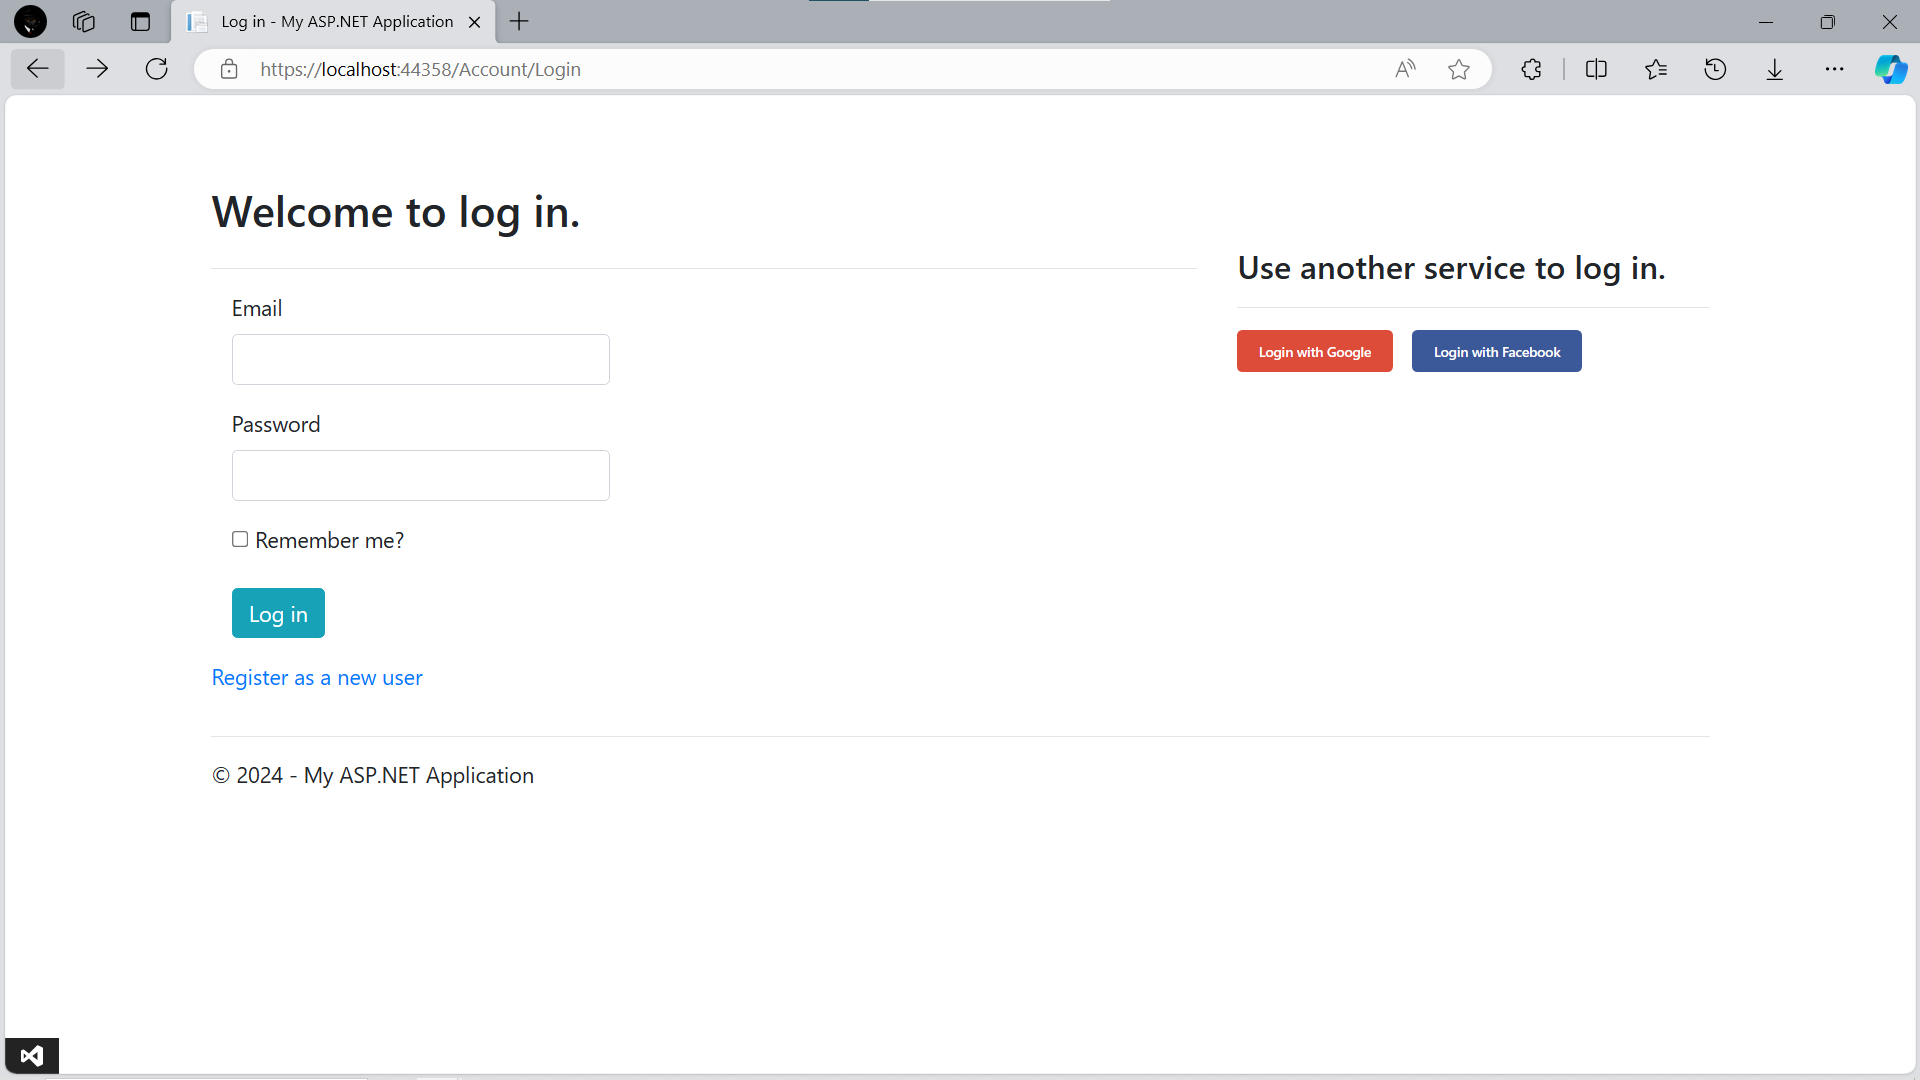 Log in - My ASP.NET Application
https://localhost:44358/Account/Login
Welcome to log in.
Email
Password
Remember me?
Log in
Register as a new user
Use another service to log in.
Login with Google
Login with Facebook
© 2024 - My ASP.NET Application